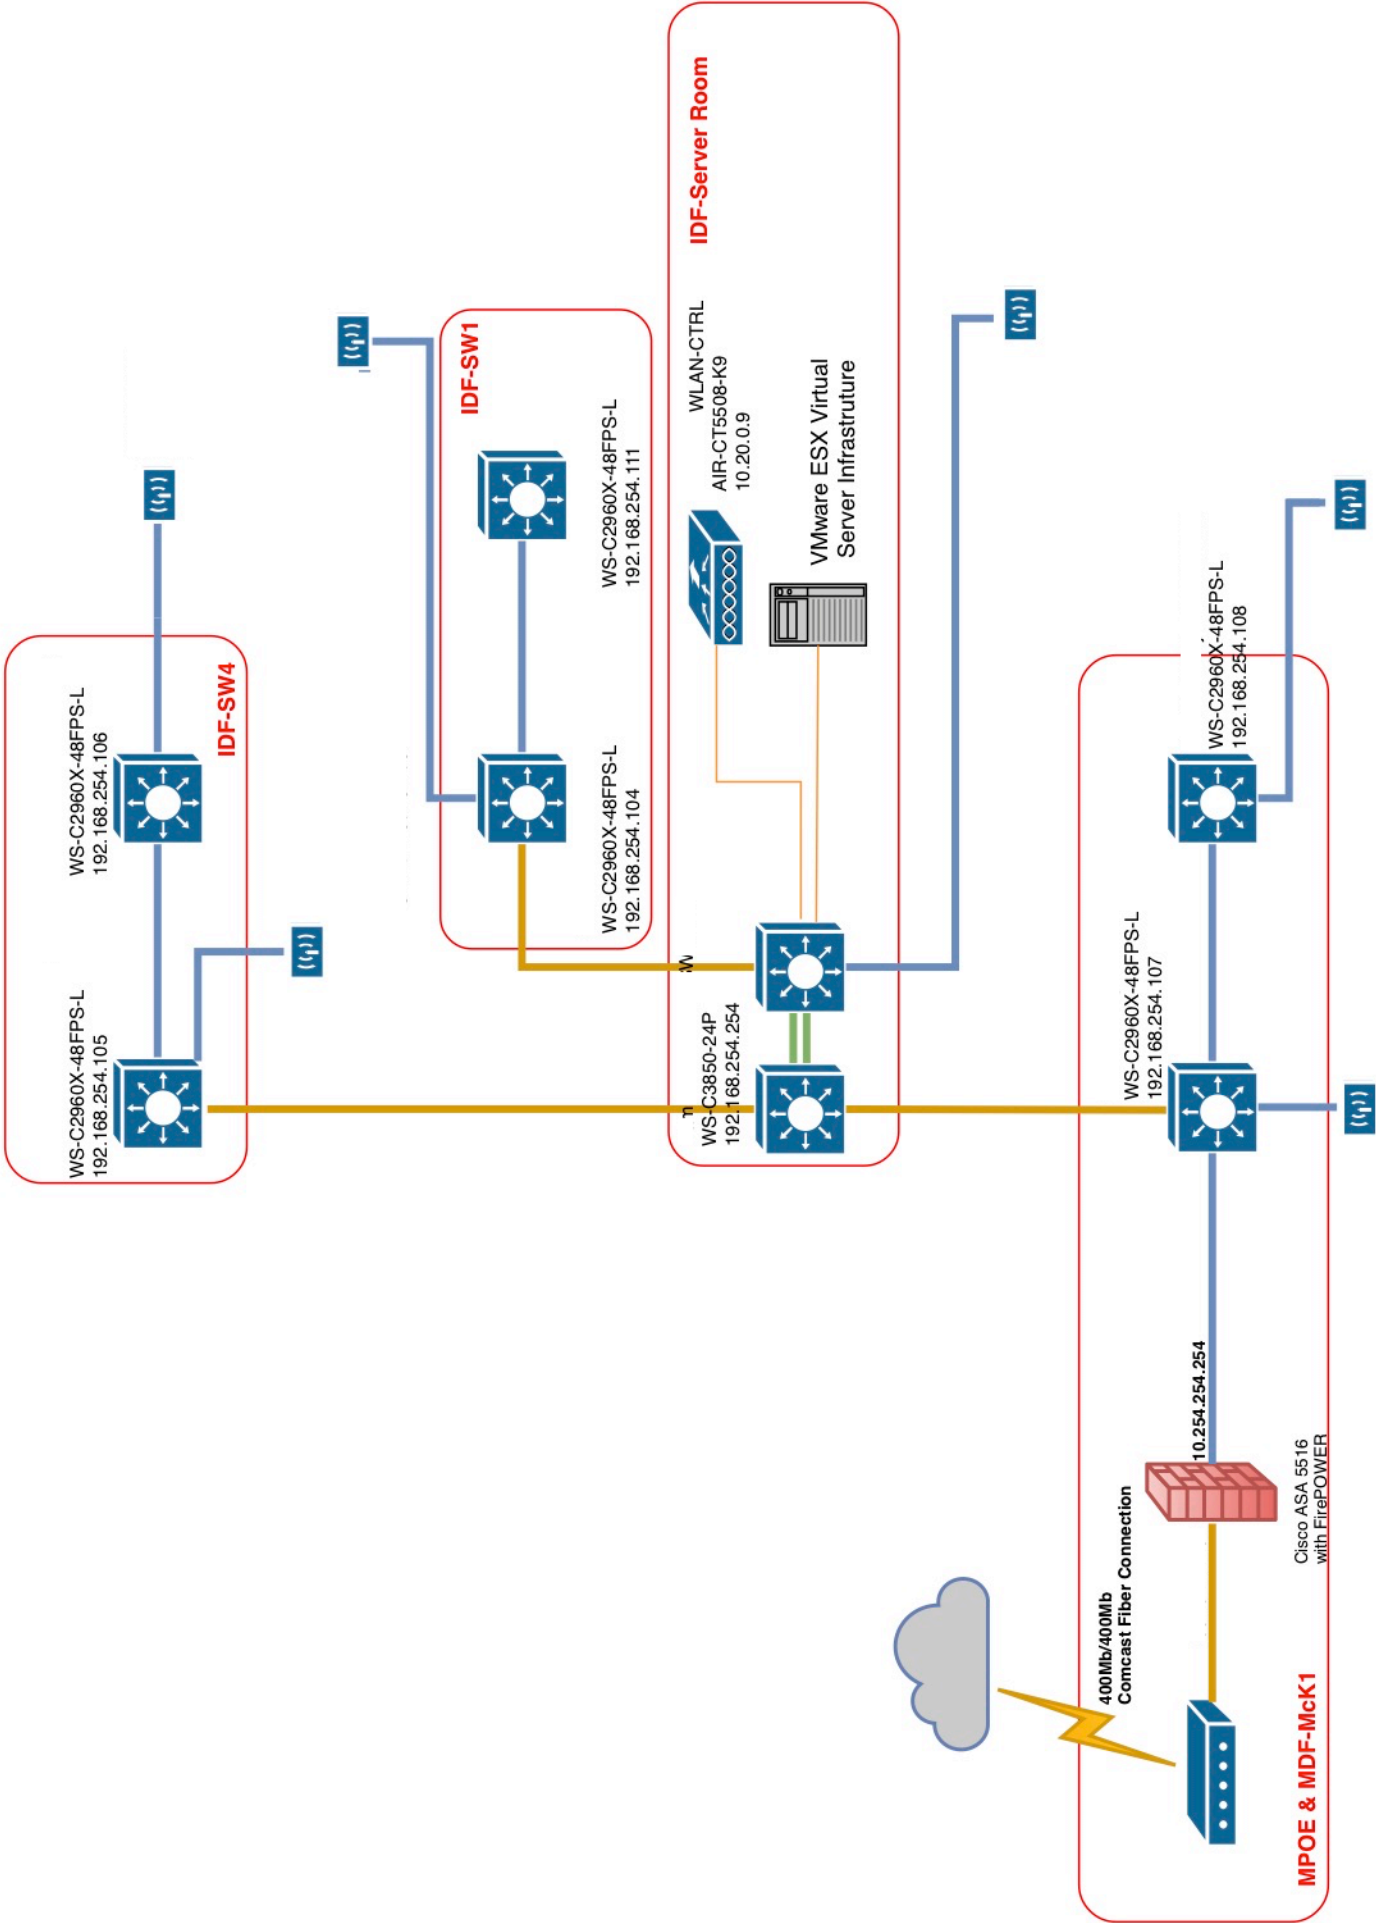 WS-C2960X-48FPS-L
192.168.254.105
WS-C2960X-48FPS-L
192.168.254.106
IDF-SW4
WS-C2960X-48FPS-L
192.168.254.104
WS-C2960X-48FPS-L
192.168.254.111
IDF-SW1
IDF-Server Room
WS-C3850-24P
192.168.254.254
WLAN-CTRL
AIR-CT5508-K9
10.20.0.9
VMware ESX Virtual
Server Infrastruture
400Mb/400Mb
Comcast Fiber Connection
10.254.254.254
WS-C2960X-48FPS-L
192.168.254.107
WS-C2960X-48FPS-L
192.168.254.108
Cisco ASA 5516
with FirePOWER
MPOE & MDF-McK1